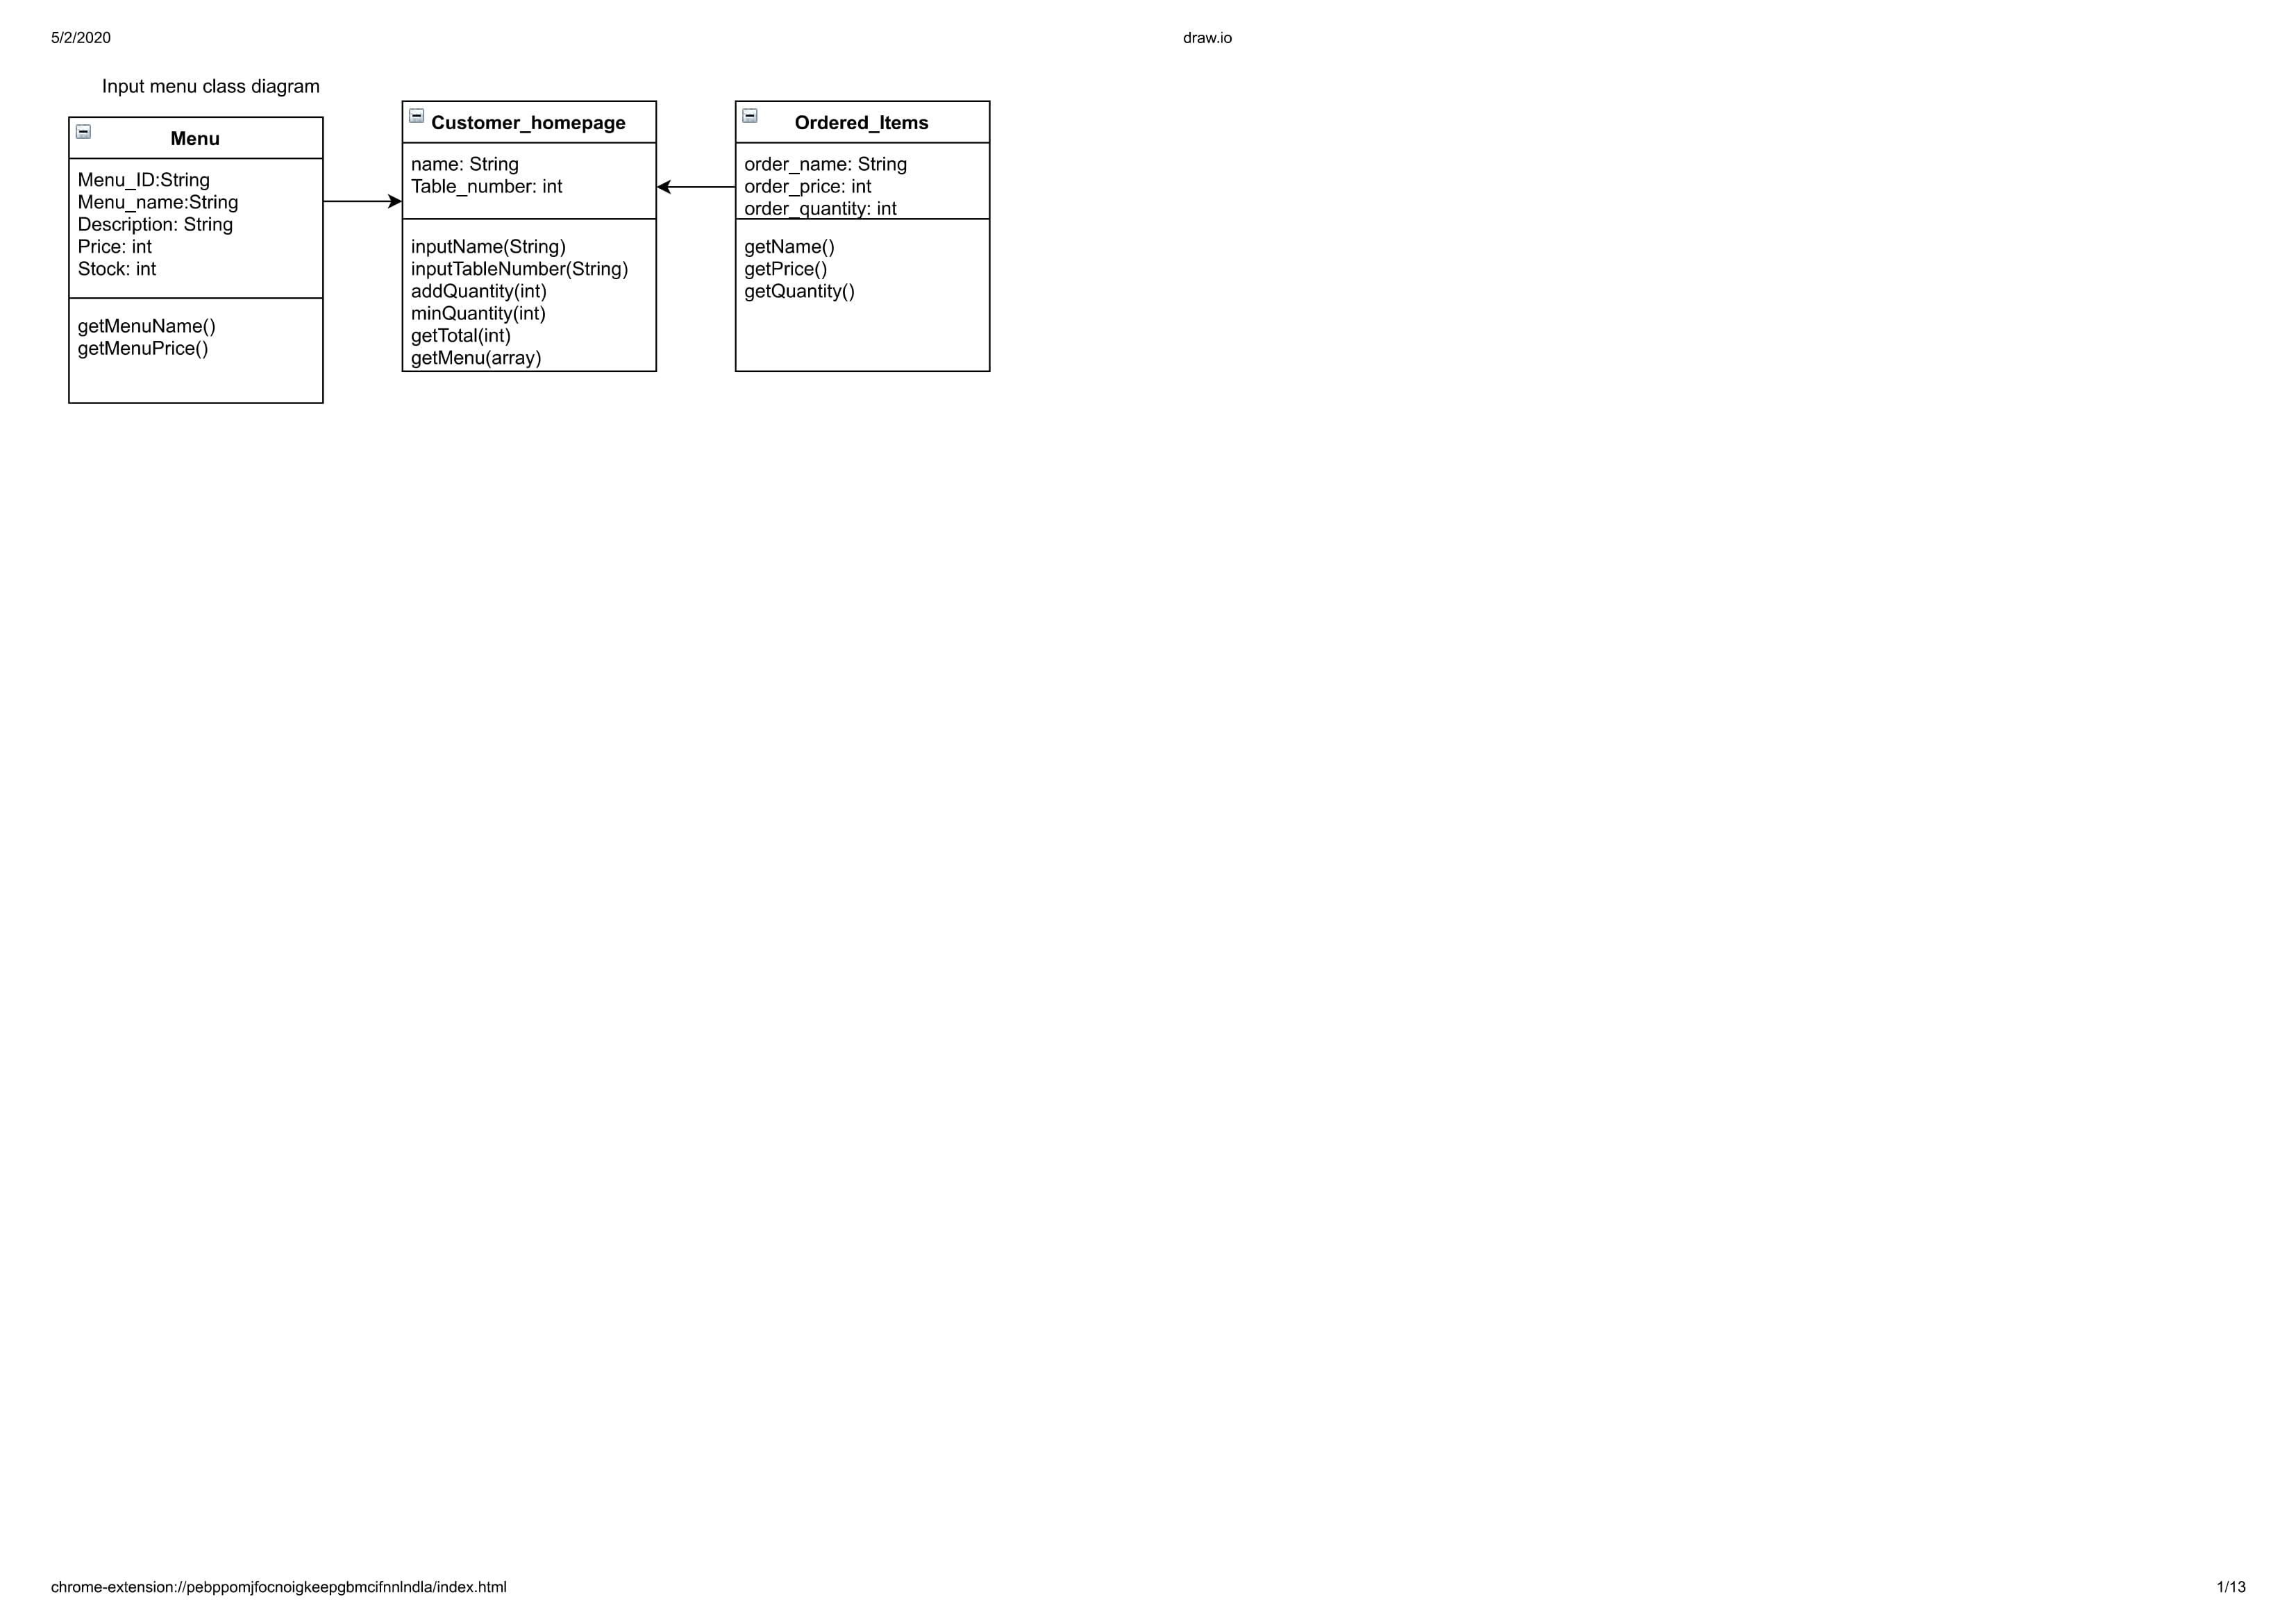 5/2/2020
draw.io
Input menu class diagram
Menu
Menu_ID:String
Menu_name:String
Description: String
Price: int
Stock: int
getMenuName()
getMenuPrice()
Customer_homepage
name: String
Table_number: int
inputName(String)
inputTableNumber(String)
addQuantity(int)
minQuantity(int)
getTotal(int)
getMenu(array)
Ordered_Items
order_name: String
order_price: int
order_quantity: int
getName()
getPrice()
getQuantity()
chrome-extension://pebppomjfocnoigkeepgbmcifnnlndla/index.html
1/13